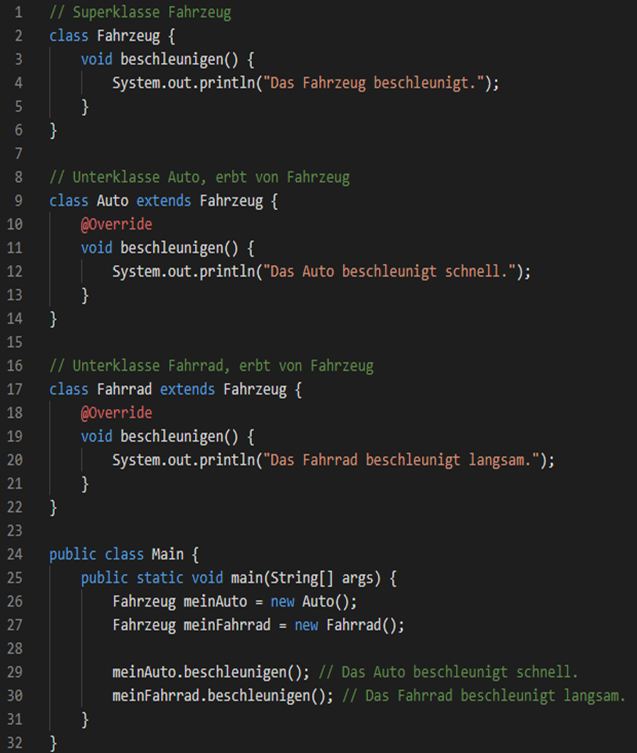 1 // Superklasse Fahrzeug
2 class Fahrzeug {
3     void beschleunigen() {
4         System.out.println("Das Fahrzeug beschleunigt.");
5     }
6 }
7
8 // Unterklasse Auto, erbt von Fahrzeug
9 class Auto extends Fahrzeug {
10     @Override
11     void beschleunigen() {
12         System.out.println("Das Auto beschleunigt schnell.");
13     }
14 }
15
16 // Unterklasse Fahrrad, erbt von Fahrzeug
17 class Fahrrad extends Fahrzeug {
18     @Override
19     void beschleunigen() {
20         System.out.println("Das Fahrrad beschleunigt langsam.");
21     }
22 }
23
24 public class Main {
25     public static void main(String[] args) {
26         Fahrzeug meinAuto = new Auto();
27         Fahrzeug meinFahrrad = new Fahrrad();
28
29         meinAuto.beschleunigen(); // Das Auto beschleunigt schnell.
30         meinFahrrad.beschleunigen(); // Das Fahrrad beschleunigt langsam.
31     }
32 }